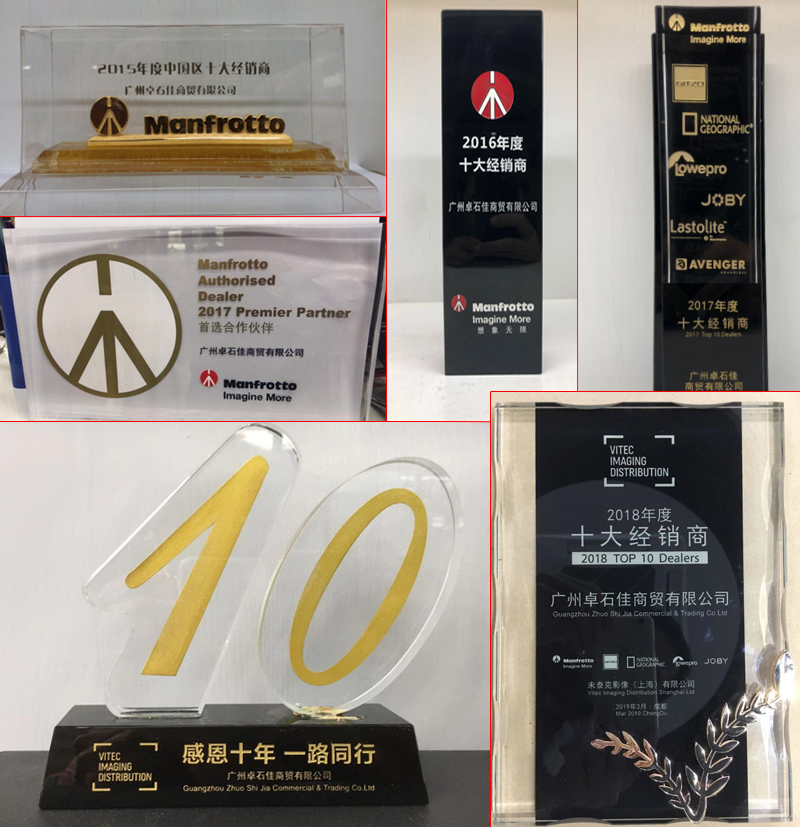 2015年度中国区十大经销商
广州卓石佳商贸有限公司
Manfrotto
2016年度
十大经销商
广州卓石佳商贸有限公司
Manfrotto
Imagine More
想象无限
Manfrotto
Imagine More
GITZO
NATIONAL
GEOGRAPHIC
Lowepro
JOBY
Lastolite™
AVENGER
2017年度
十大经销商
2017 Top 10 Dealers
广州卓石佳
商贸有限公司
Manfrotto
Authorised
Dealer
2017 Premier Partner
首选合作伙伴
广州卓石佳商贸有限公司
Manfrotto
Imagine More
10
VITEC
IMAGING
DISTRIBUTION
感恩十年 一路同行
广州卓石佳商贸有限公司
Guangzhou Zhuo Shi Jia Commercial & Trading Co.Ltd
VITEC
IMAGING
DISTRIBUTION
2018年度
十大经销商
2018 TOP 10 Dealers
广州卓石佳商贸有限公司
Guangzhou Zhuo Shi Jia Commercial & Trading Co.Ltd
Manfrotto
Imagine More
NATIONAL
GEOGRAPHIC
Lowepro
JOBY
未泰克影像（上海）有限公司
Vitec Imaging Distribution Shanghai Ltd
2019年3月 · 成都
Mar 2019 ChengDu